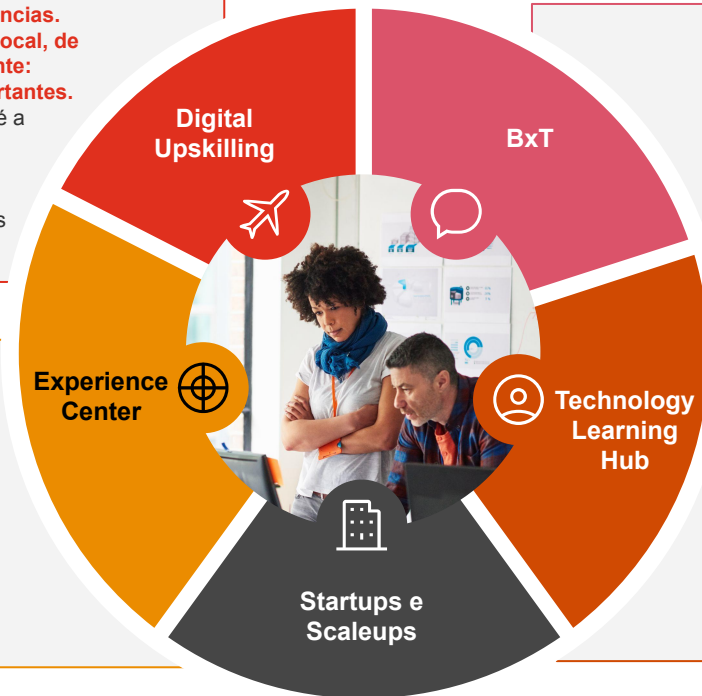 ncias.
ocal, de
nte:
rtantes.
é a
s
Digital
Upskilling
BxT
Experience
Center
Technology
Learning
Hub
Startups e
Scaleups